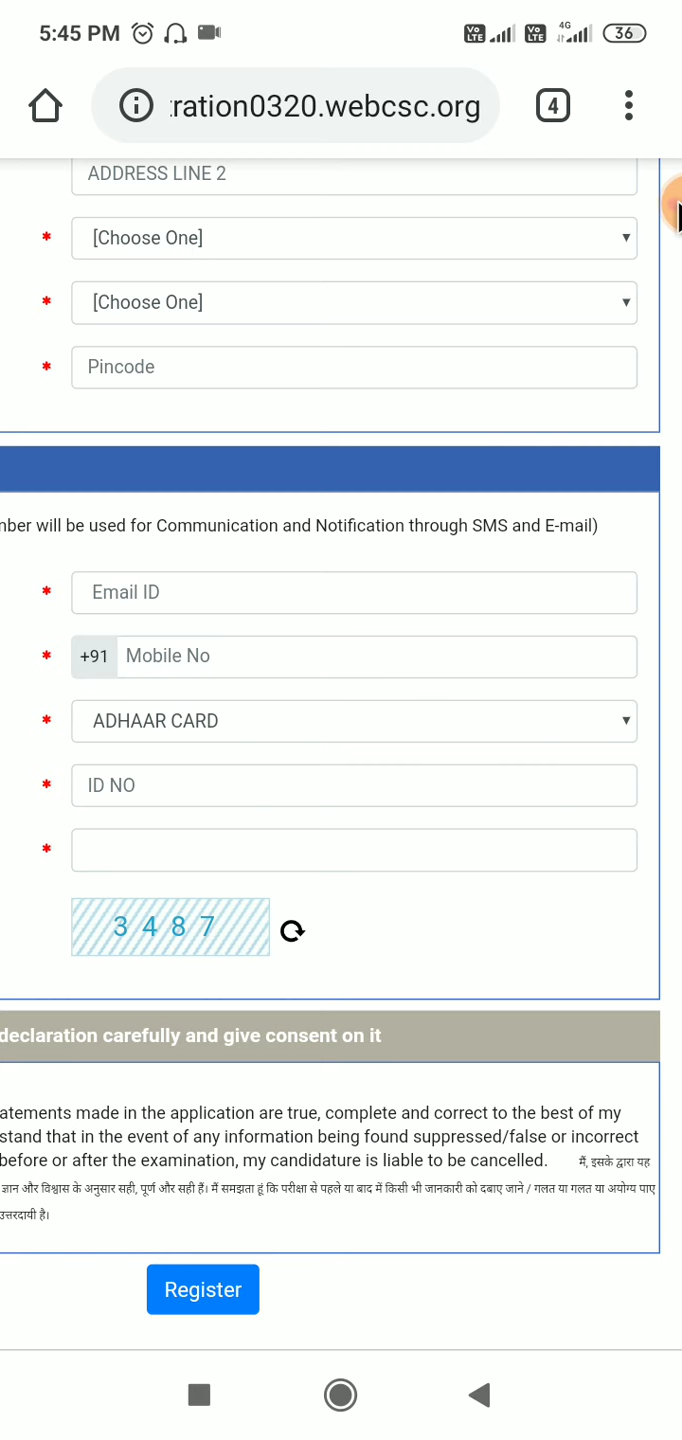 5:45 PM
Vo LTE Vo LTE 4G 36
:ration0320.webcsc.org
4
ADDRESS LINE 2
* [Choose One]
* [Choose One]
* Pincode
nber will be used for Communication and Notification through SMS and E-mail)
* Email ID
* +91 Mobile No
* ADHAAR CARD
* ID NO
*
3 4 8 7
declaration carefully and give consent on it
atements made in the application are true, complete and correct to the best of my
stand that in the event of any information being found suppressed/false or incorrect
before or after the examination, my candidature is liable to be cancelled. मैं, इसके द्वारा यह
ज्ञान और विश्वास के अनुसार सही, पूर्ण और सही हैं। मैं समझता हूं कि परीक्षा से पहले या बाद में किसी भी जानकारी को दबाए जाने / गलत या गलत या अयोग्य पाए
उत्तरदायी है।
Register